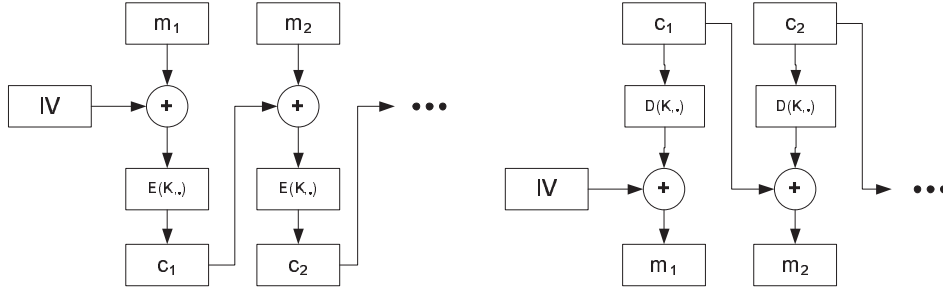 m₁ m₂
IV + +
•••
E(K,•) E(K,•)
c₁ c₂
c₁ c₂
D(K,•) D(K,•)
IV + +
•••
m₁ m₂